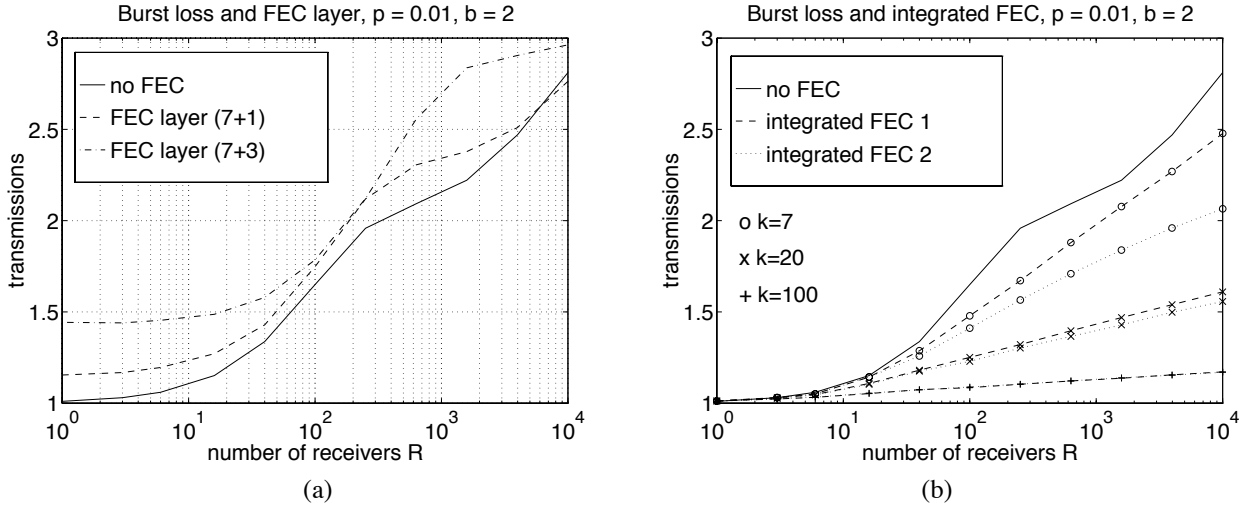 Burst loss and FEC layer, p = 0.01, b = 2
3
2.5
2
1.5
1
transmissions
no FEC
FEC layer (7+1)
FEC layer (7+3)
10^0
10^1
10^2
10^3
10^4
number of receivers R
(a)
Burst loss and integrated FEC, p = 0.01, b = 2
3
2.5
2
1.5
1
transmissions
no FEC
integrated FEC 1
integrated FEC 2
o k=7
x k=20
+ k=100
10^0
10^1
10^2
10^3
10^4
number of receivers R
(b)